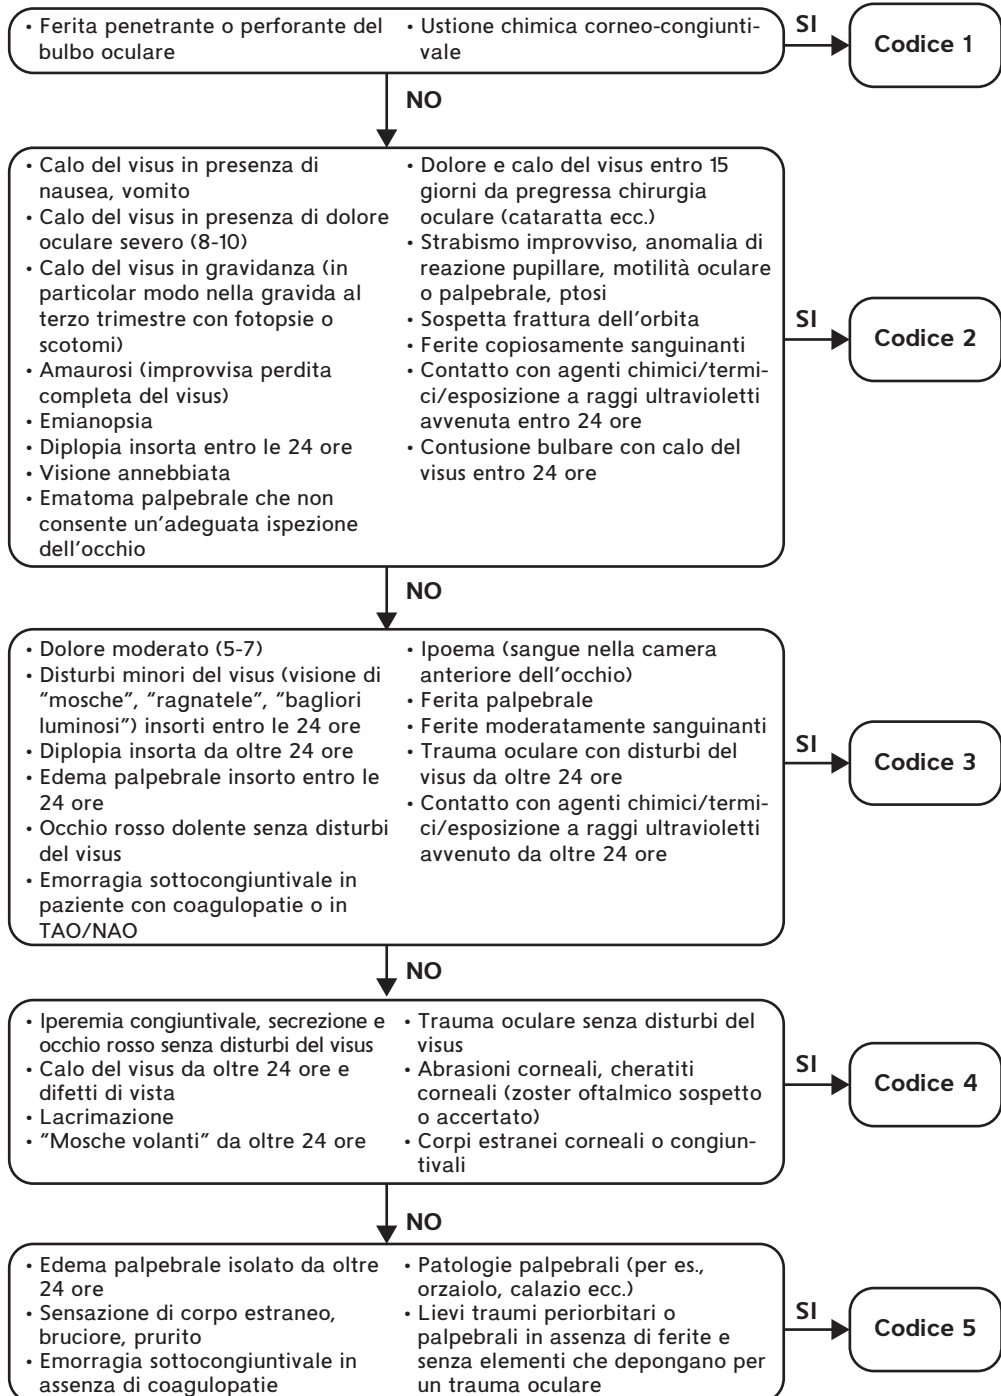 • Ferita penetrante o perforante del
bulbo oculare
• Ustione chimica corneo-congiunti-
vale
SI
Codice 1
NO
• Calo del visus in presenza di
nausea, vomito
• Calo del visus in presenza di dolore
oculare severo (8-10)
• Calo del visus in gravidanza (in
particolar modo nella gravida al
terzo trimestre con fotopsie o
scotomi)
• Amaurosi (improvvisa perdita
completa del visus)
• Emianopsia
• Diplopia insorta entro le 24 ore
• Visione annebbiata
• Ematoma palpebrale che non
consente un'adeguata ispezione
dell'occhio
• Dolore e calo del visus entro 15
giorni da pregressa chirurgia
oculare (cataratta ecc.)
• Strabismo improvviso, anomalia di
reazione pupillare, motilità oculare
o palpebrale, ptosi
• Sospetta frattura dell'orbita
• Ferite copiosamente sanguinanti
• Contatto con agenti chimici/termi-
ci/esposizione a raggi ultravioletti
avvenuta entro 24 ore
• Contusione bulbare con calo del
visus entro 24 ore
SI
Codice 2
NO
• Dolore moderato (5-7)
• Disturbi minori del visus (visione di
"mosche", "ragnatele", "bagliori
luminosi") insorti entro le 24 ore
• Diplopia insorta da oltre 24 ore
• Edema palpebrale insorto entro le
24 ore
• Occhio rosso dolente senza disturbi
del visus
• Emorragia sottocongiuntivale in
paziente con coagulopatie o in
TAO/NAO
• Ipoema (sangue nella camera
anteriore dell'occhio)
• Ferita palpebrale
• Ferite moderatamente sanguinanti
• Trauma oculare con disturbi del
visus da oltre 24 ore
• Contatto con agenti chimici/termi-
ci/esposizione a raggi ultravioletti
avvenuto da oltre 24 ore
SI
Codice 3
NO
• Iperemia congiuntivale, secrezione e
occhio rosso senza disturbi del visus
• Calo del visus da oltre 24 ore e
difetti di vista
• Lacrimazione
• "Mosche volanti" da oltre 24 ore
• Trauma oculare senza disturbi del
visus
• Abrasioni corneali, cheratiti
corneali (zoster oftalmico sospetto
o accertato)
• Corpi estranei corneali o congiun-
tivali
SI
Codice 4
NO
• Edema palpebrale isolato da oltre
24 ore
• Sensazione di corpo estraneo,
bruciore, prurito
• Emorragia sottocongiuntivale in
assenza di coagulopatie
• Patologie palpebrali (per es.,
orzaiolo, calazio ecc.)
• Lievi traumi periorbitari o
palpebrali in assenza di ferite e
senza elementi che depongano per
un trauma oculare
SI
Codice 5